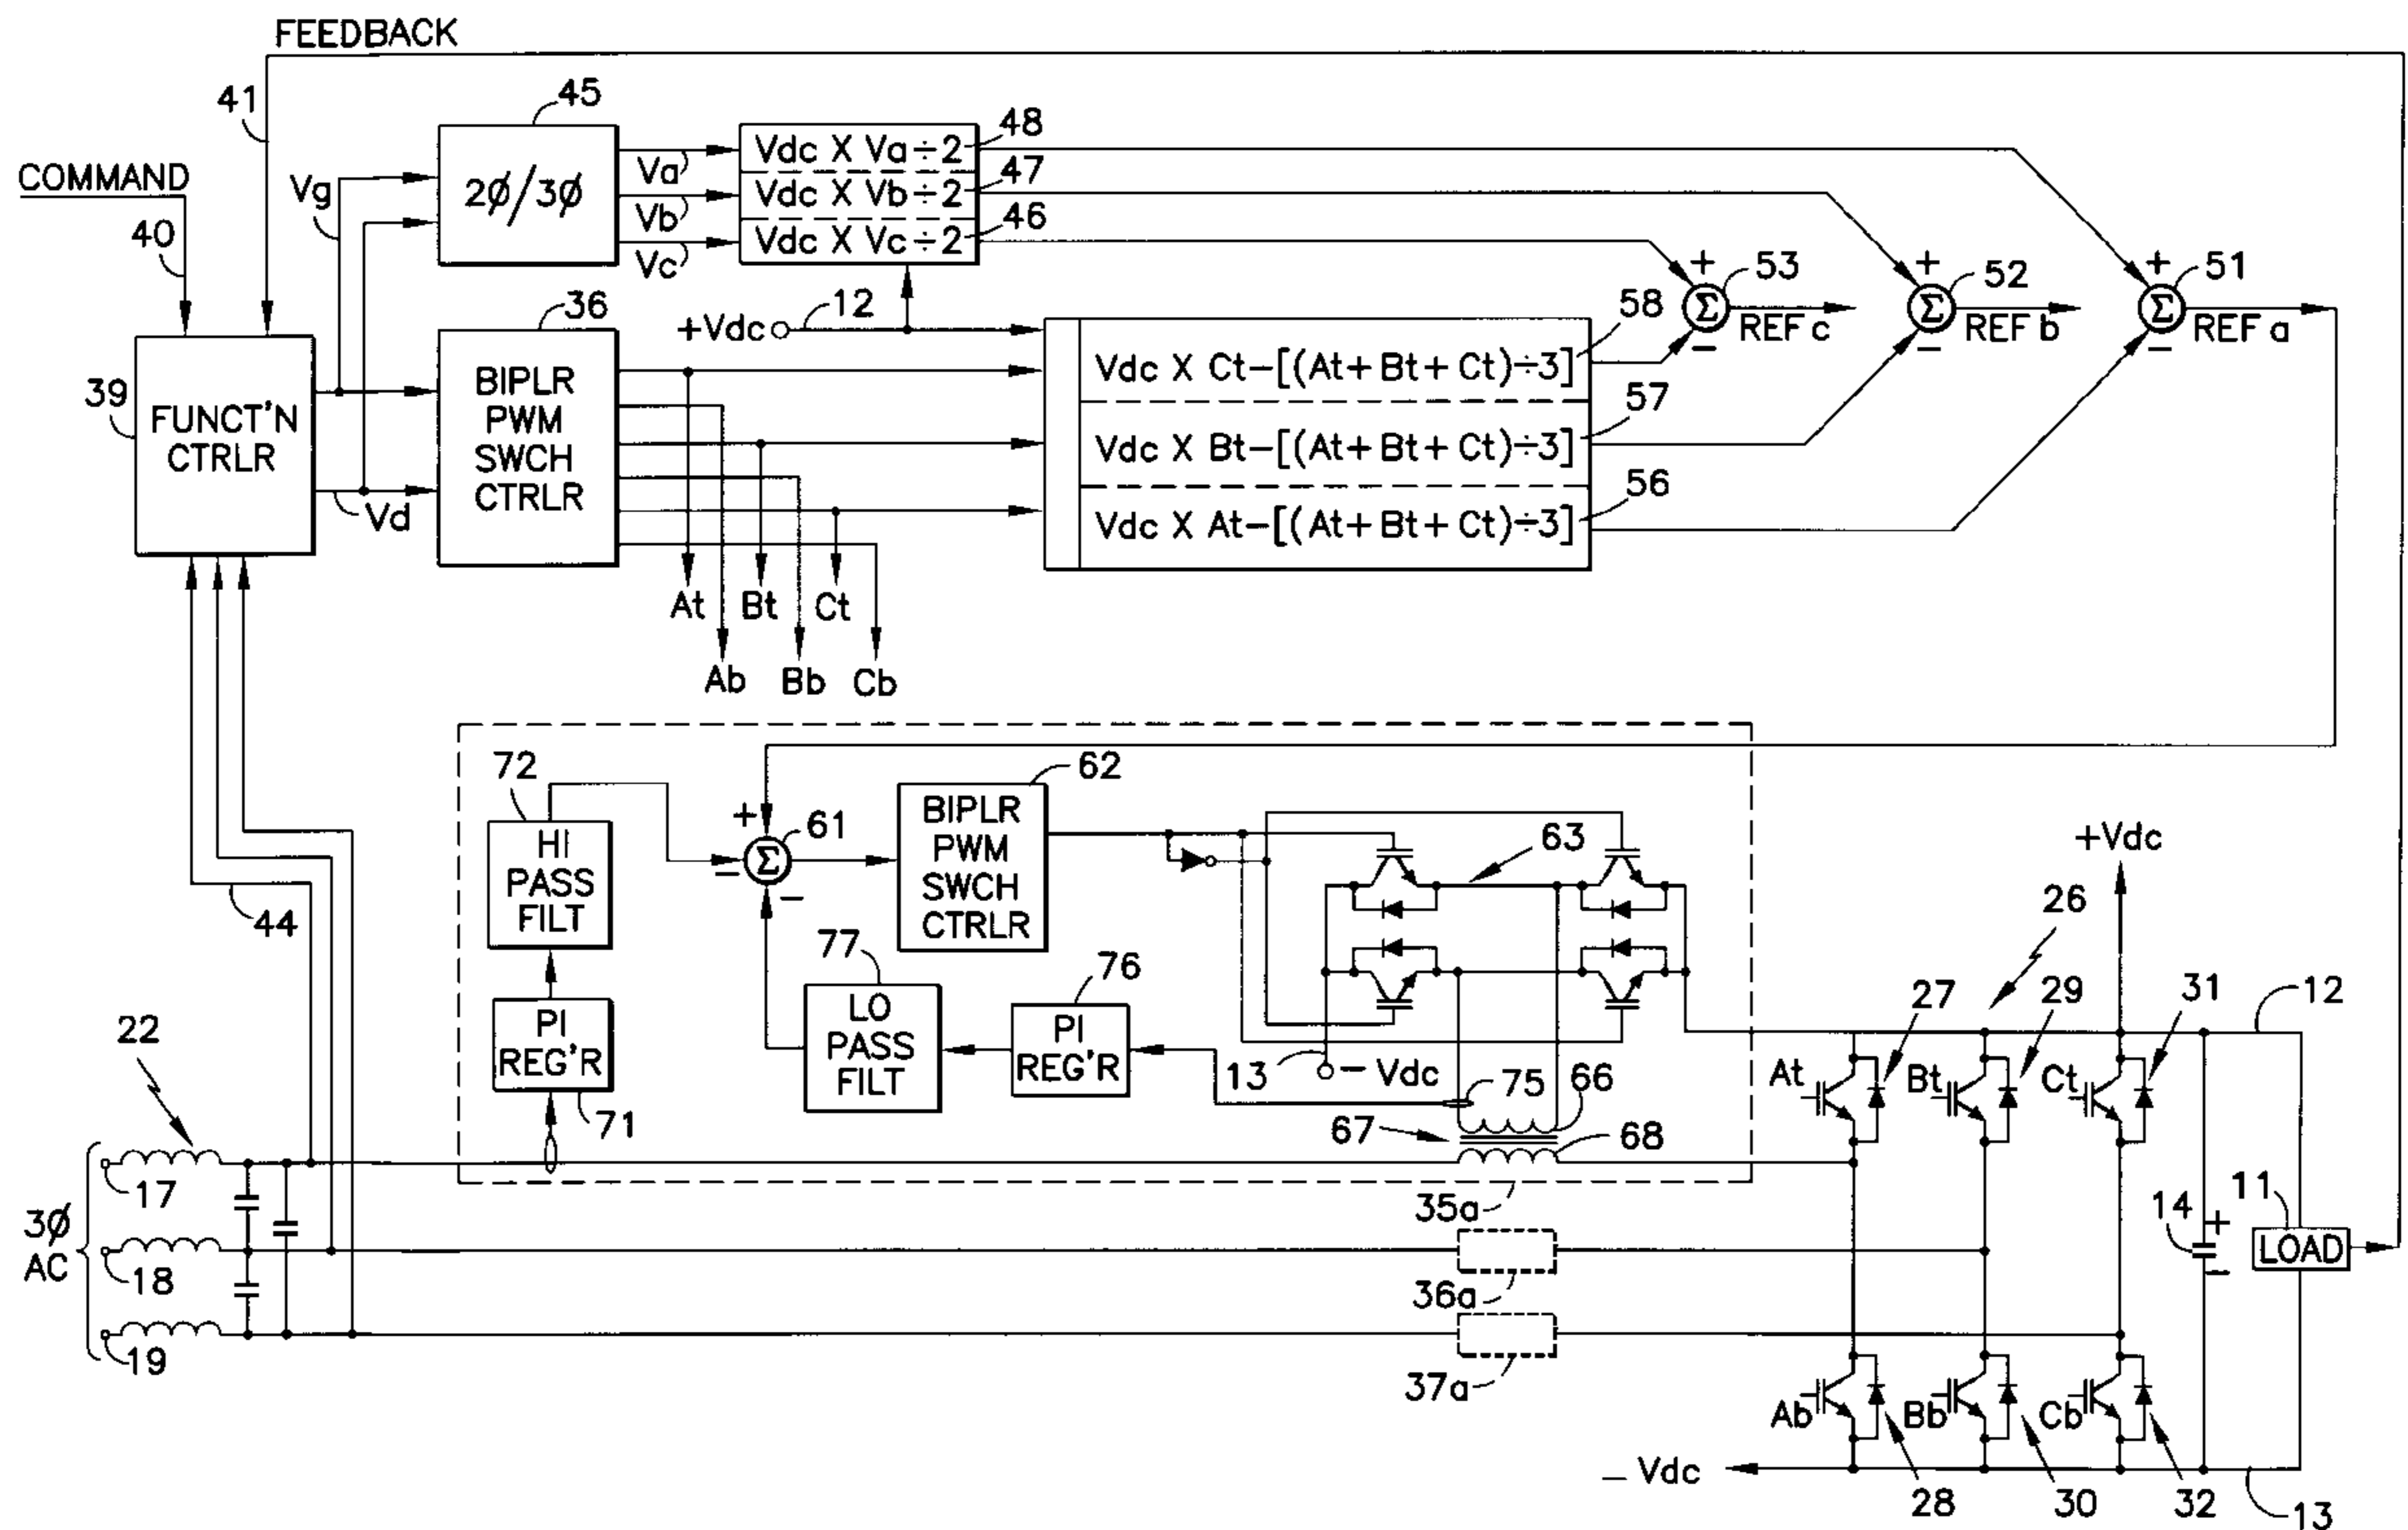 FEEDBACK
41
45
48
COMMAND
Vg
2ø/3ø
Va
Vdc X Va÷2
47
40
Vb
Vdc X Vb÷2
46
Vc
Vdc X Vc÷2
+
53
+
52
+
51
36
12
58
Σ
Σ
Σ
+Vdc
REF c
REF b
REF a
−
−
−
39
FUNCT'N
CTRLR
BIPLR
PWM
SWCH
CTRLR
Vdc X Ct−[(At+Bt+Ct)÷3]
57
Vdc X Bt−[(At+Bt+Ct)÷3]
56
Vd
Vdc X At−[(At+Bt+Ct)÷3]
At
Bt
Ct
Ab
Bb
Cb
72
62
HI
PASS
FILT
+
61
Σ
−
−
BIPLR
PWM
SWCH
CTRLR
63
+Vdc
44
26
77
76
LO
PASS
FILT
PI
REG'R
27
29
31
12
22
PI
REG'R
13
− Vdc
75
66
At
Bt
Ct
71
67
68
17
35a
14
+
11
3ø
AC
18
−
LOAD
36a
19
37a
Ab
Bb
Cb
− Vdc
28
30
32
13